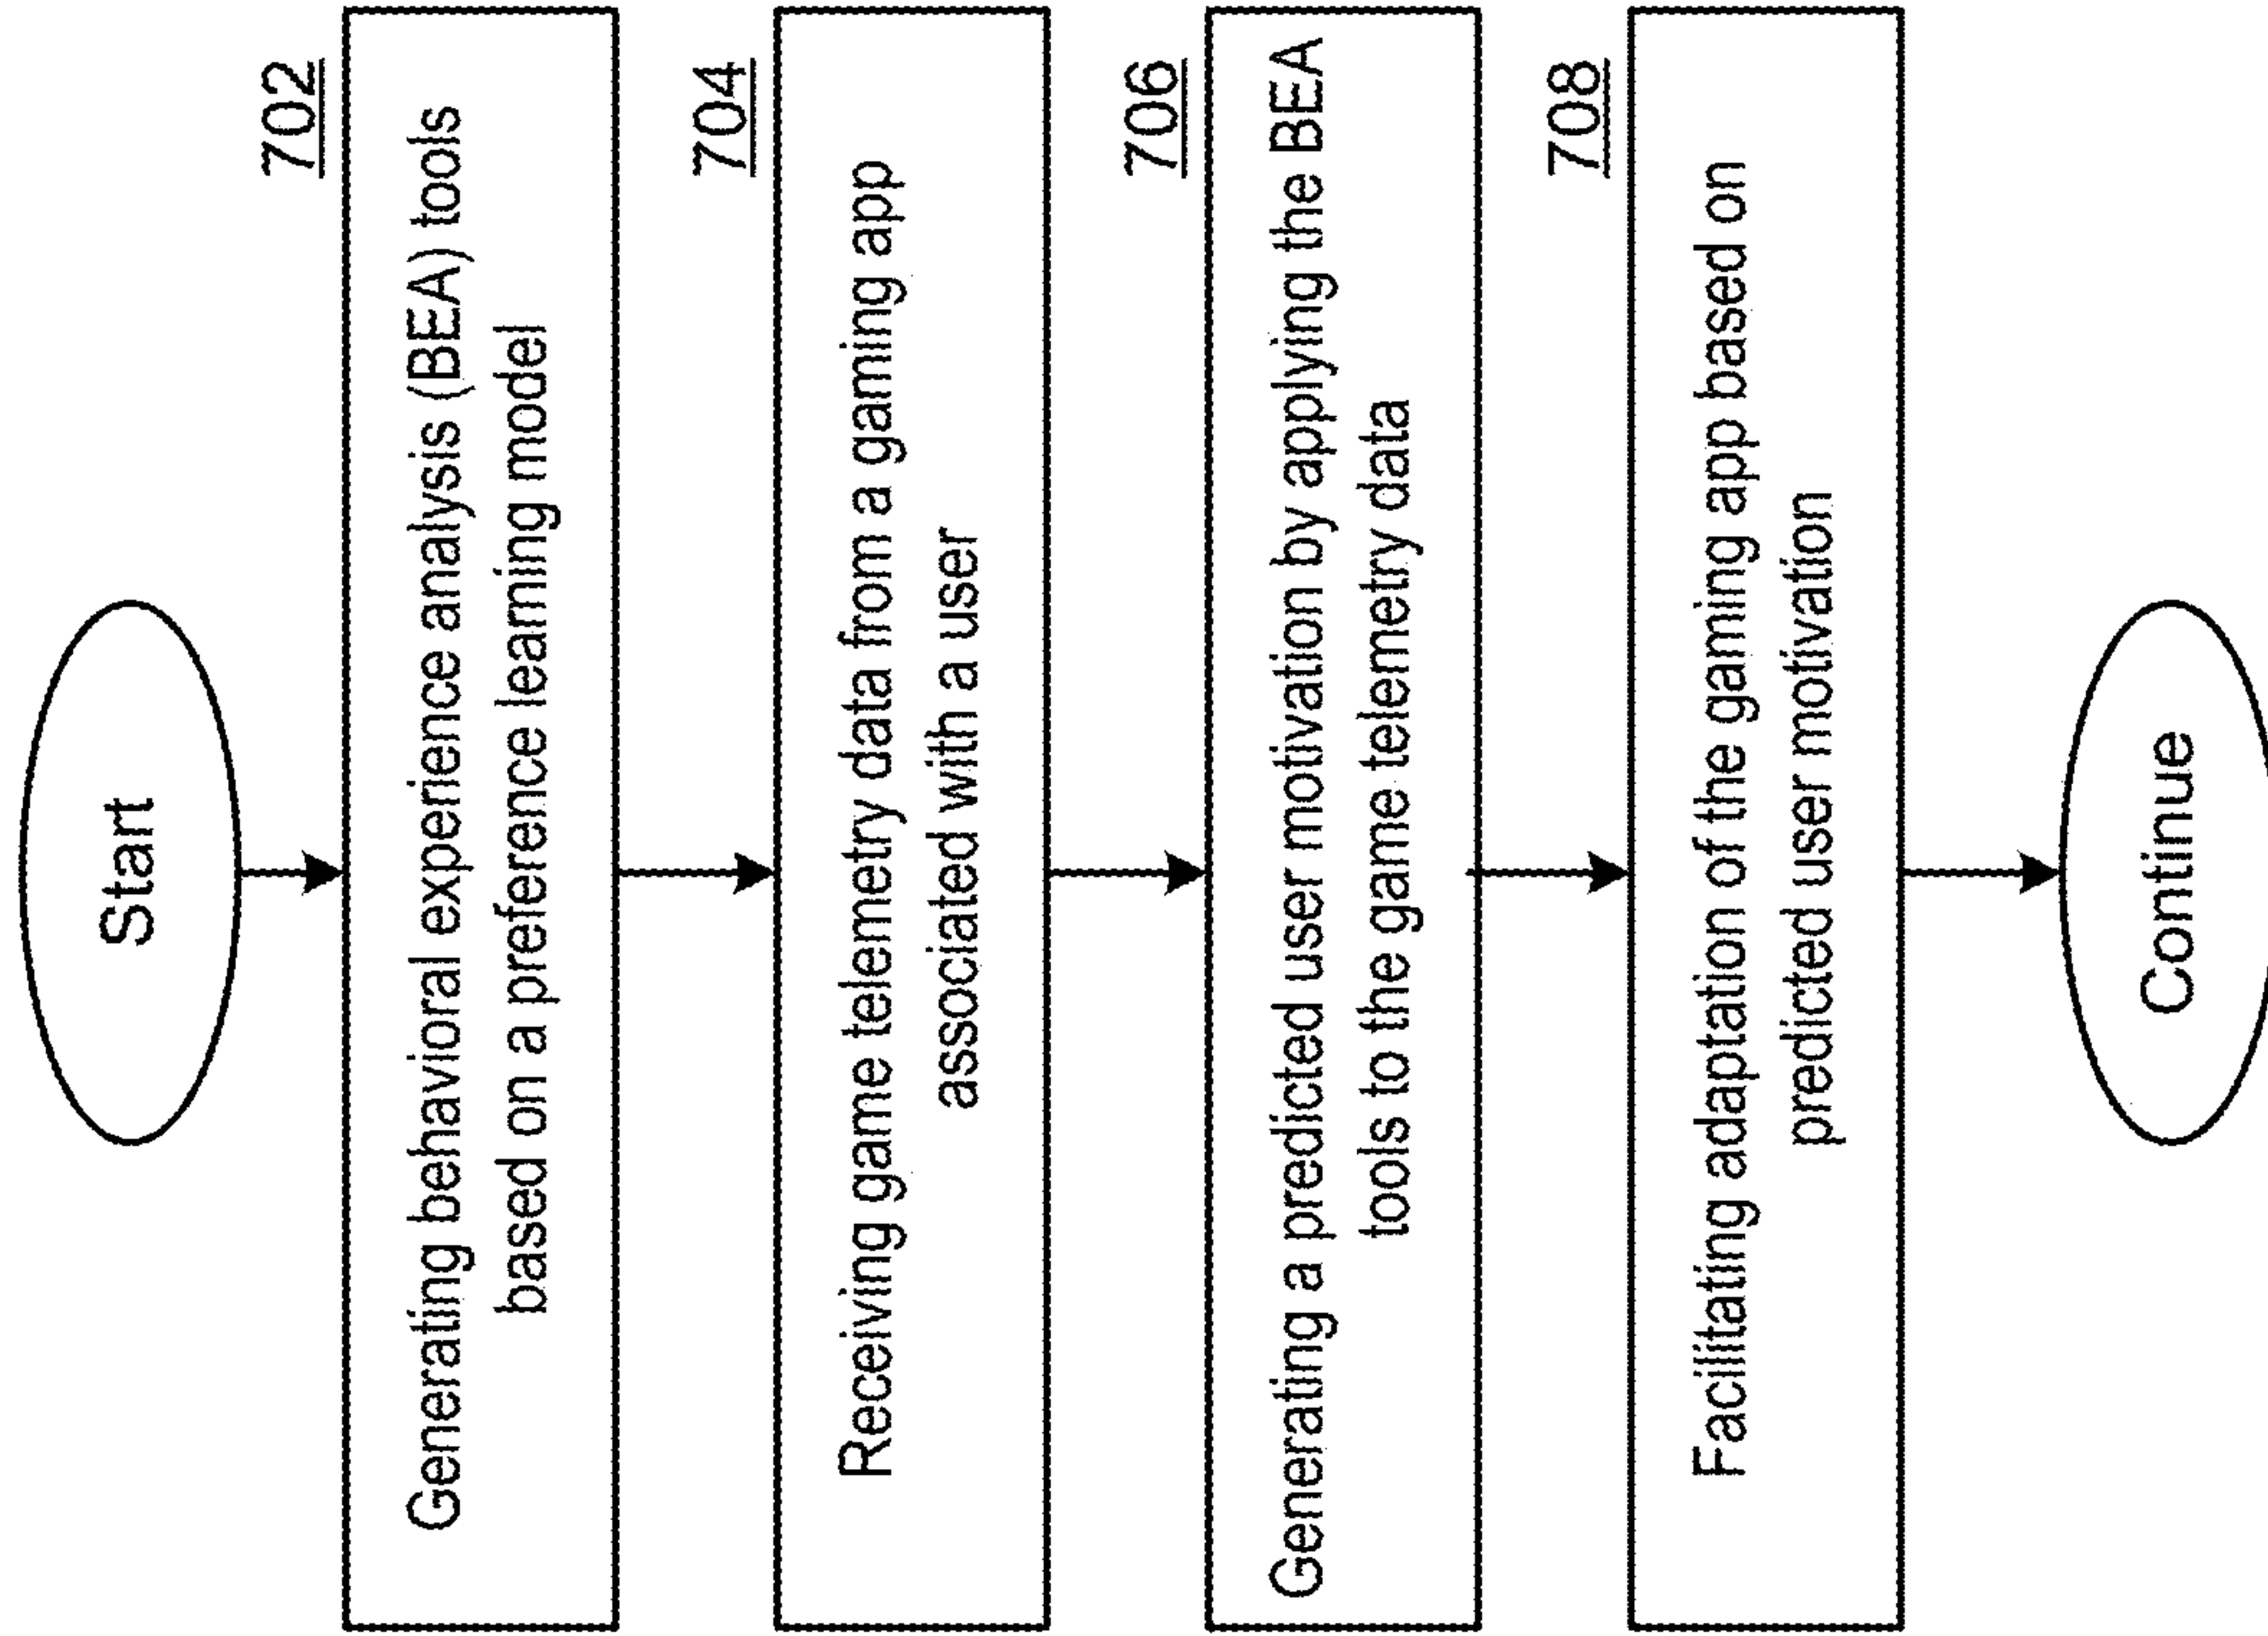 Start
702
Generating behavioral experience analysis (BEA) tools
based on a preference learning model
704
Receiving game telemetry data from a gaming app
associated with a user
706
Generating a predicted user motivation by applying the BEA
tools to the game telemetry data
708
Facilitating adaptation of the gaming app based on
predicted user motivation
Continue